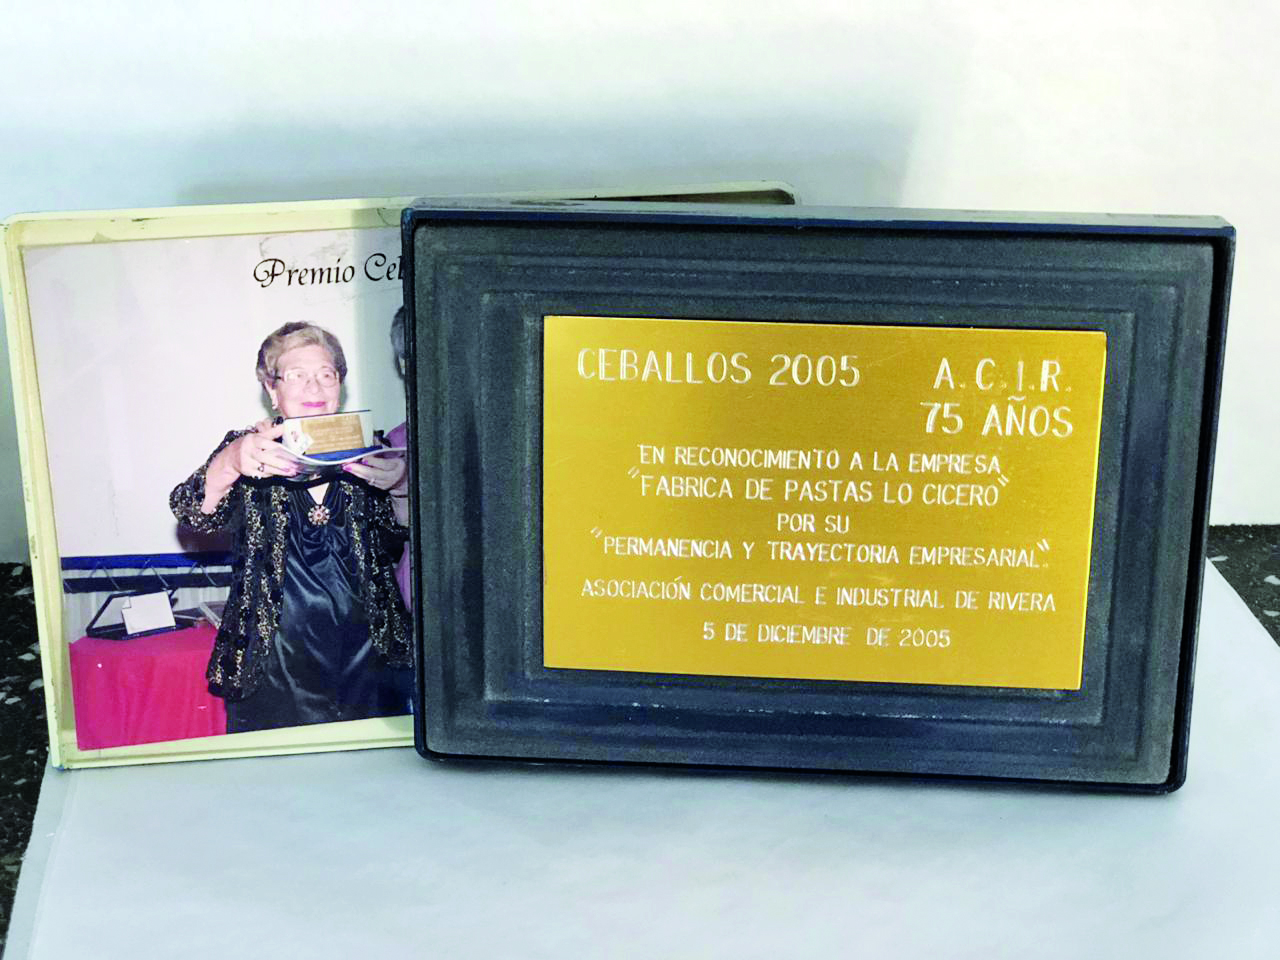 Premio
CEBALLOS 2005 A.C.I.R.
75 AÑOS
EN RECONOCIMIENTO A LA EMPRESA
"FABRICA DE PASTAS LO CICERO"
POR SU
"PERMANENCIA Y TRAYECTORIA EMPRESARIAL".
ASOCIACIÓN COMERCIAL E INDUSTRIAL DE RIVERA
5 DE DICIEMBRE DE 2005